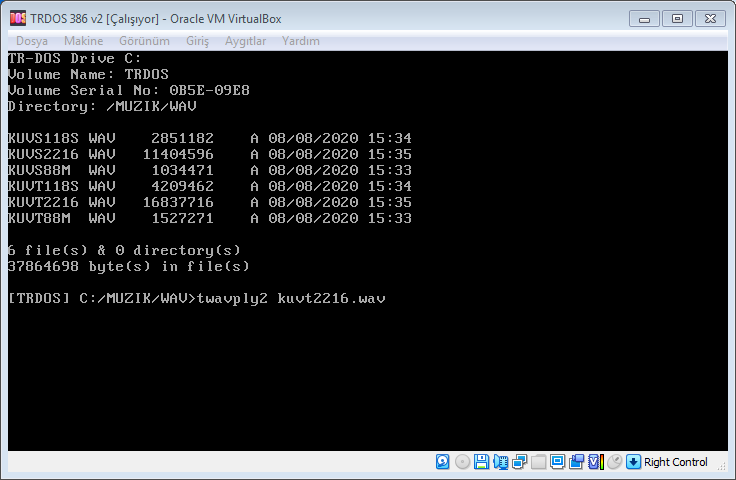 TRDOS 386 v2 [Çalışıyor] - Oracle VM VirtualBox
Dosya Makine Görünüm Giriş Aygıtlar Yardım
TR-DOS Drive C:
Volume Name: TRDOS
Volume Serial No: 0B5E-09E8
Directory: /MUZIK/WAV
KUVS118S WAV 2851182 A 08/08/2020 15:34
KUVS2216 WAV 11404596 A 08/08/2020 15:35
KUVS88M WAV 1034471 A 08/08/2020 15:33
KUVT118S WAV 4209462 A 08/08/2020 15:34
KUVT2216 WAV 16837716 A 08/08/2020 15:35
KUVT88M WAV 1527271 A 08/08/2020 15:33
6 file(s) & 0 directory(s)
37864698 byte(s) in file(s)
[TRDOS] C:/MUZIK/WAV>twavply2 kuvt2216.wav
Right Control